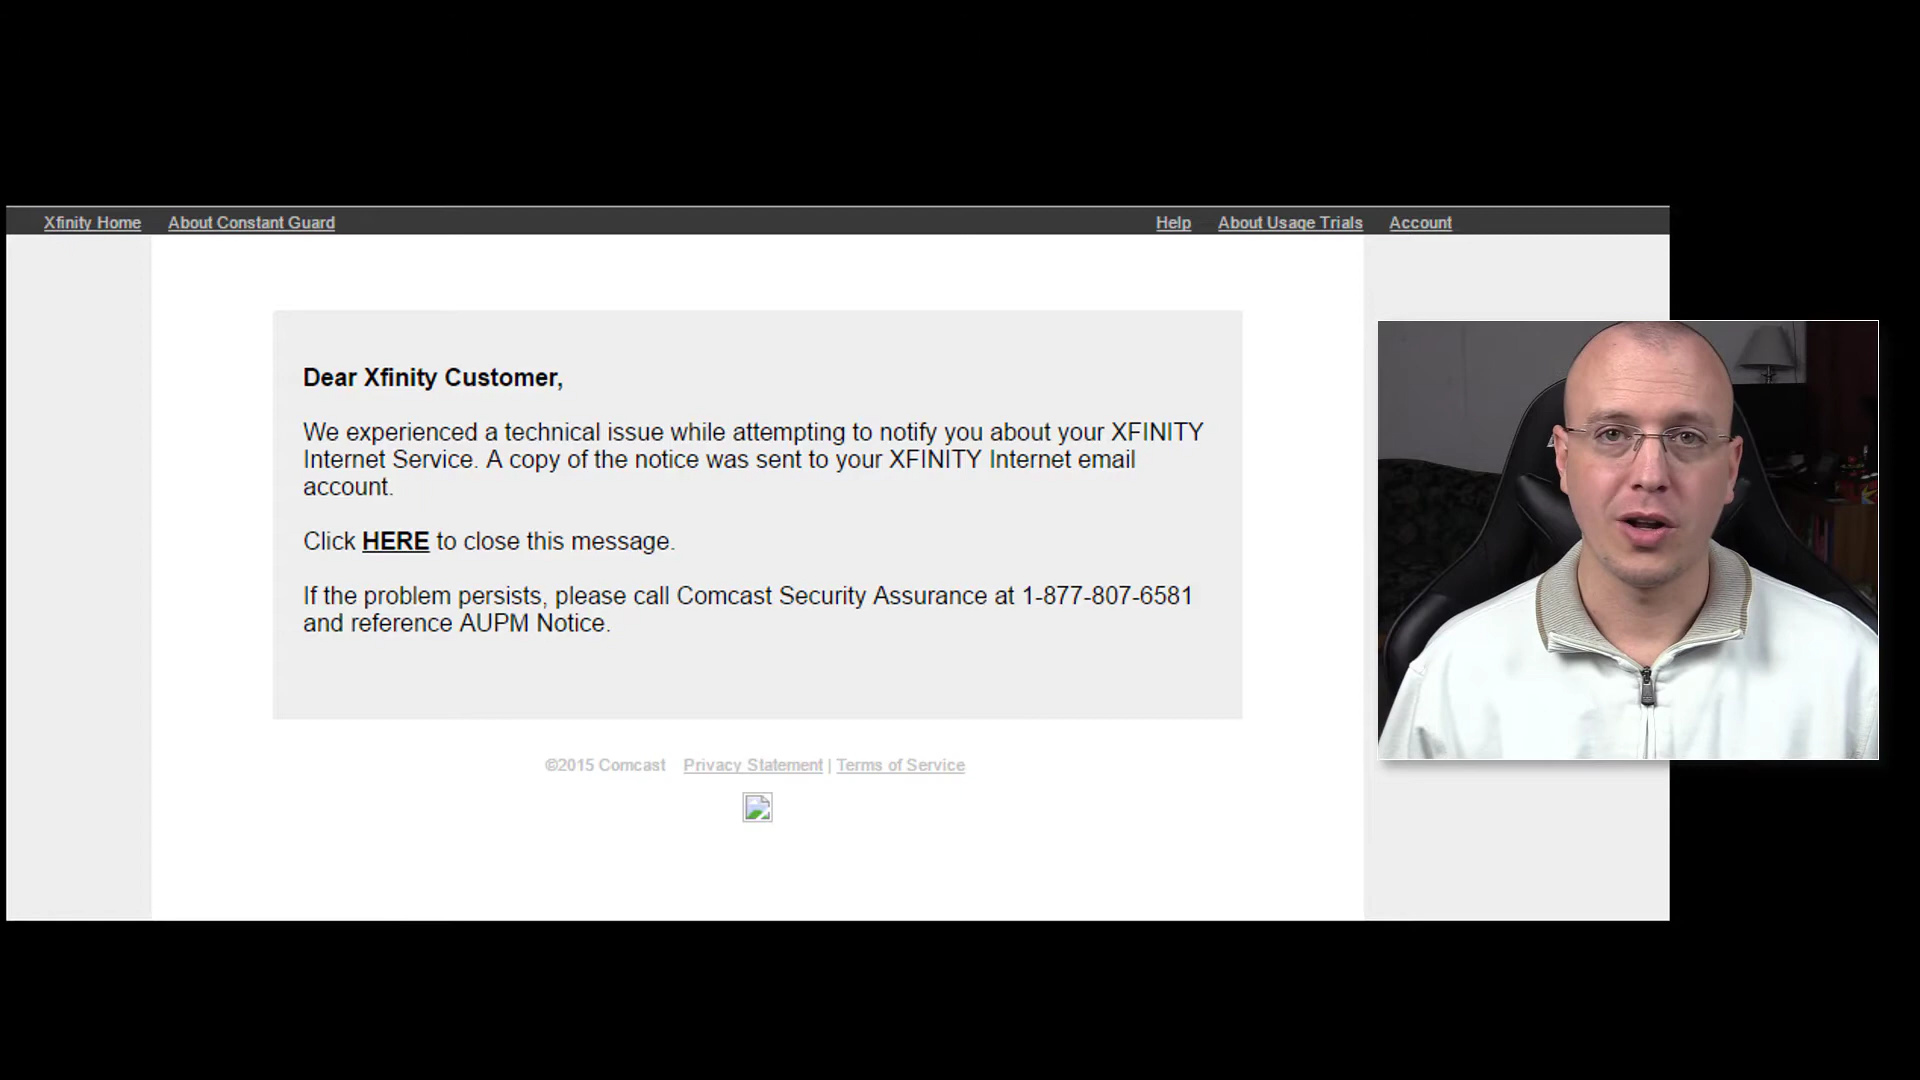 Xfinity Home About Constant Guard Help About Usage Trials Account
Dear Xfinity Customer,
We experienced a technical issue while attempting to notify you about your XFINITY
Internet Service. A copy of the notice was sent to your XFINITY Internet email
account.
Click HERE to close this message.
If the problem persists, please call Comcast Security Assurance at 1-877-807-6581
and reference AUPM Notice.
©2015 Comcast Privacy Statement | Terms of Service